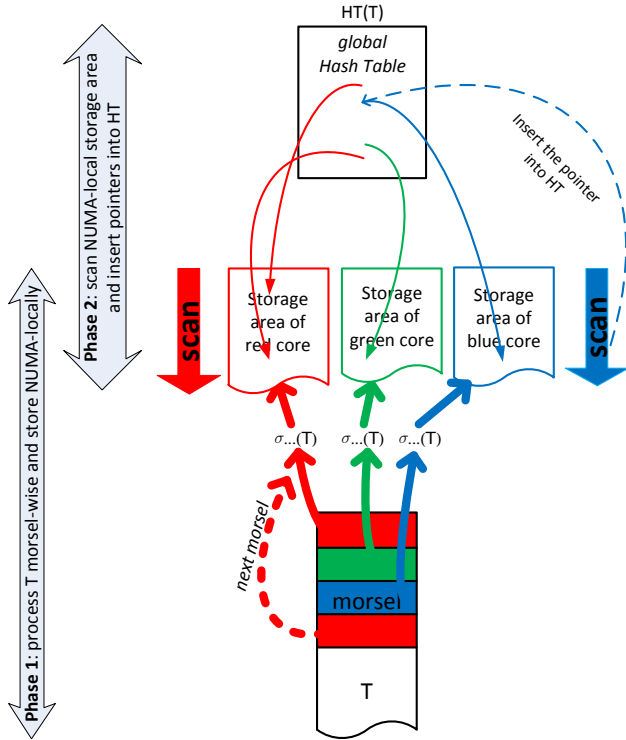 HT(T)
global
Hash Table
Insert the pointer
into HT
Phase 2: scan NUMA-local storage area
and insert pointers into HT
scan
Storage
area of
red core
Storage
area of
green core
Storage
area of
blue core
scan
Phase 1: process T morsel-wise and store NUMA-locally
σ...(T)
σ...(T)
σ...(T)
next morsel
morsel
T